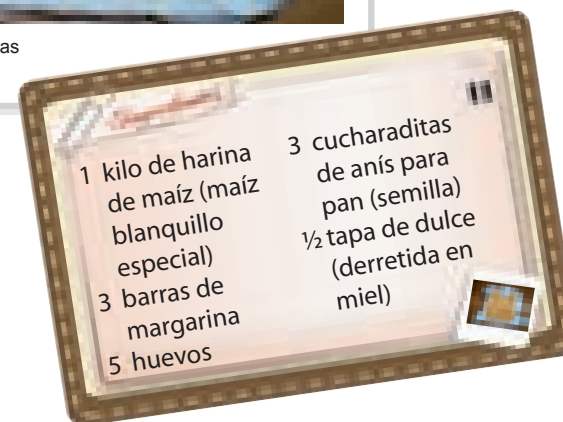 as
1 kilo de harina
de maíz (maíz
blanquillo
especial)
3 barras de
margarina
5 huevos
3 cucharaditas
de anís para
pan (semilla)
½ tapa de dulce
(derretida en
miel)